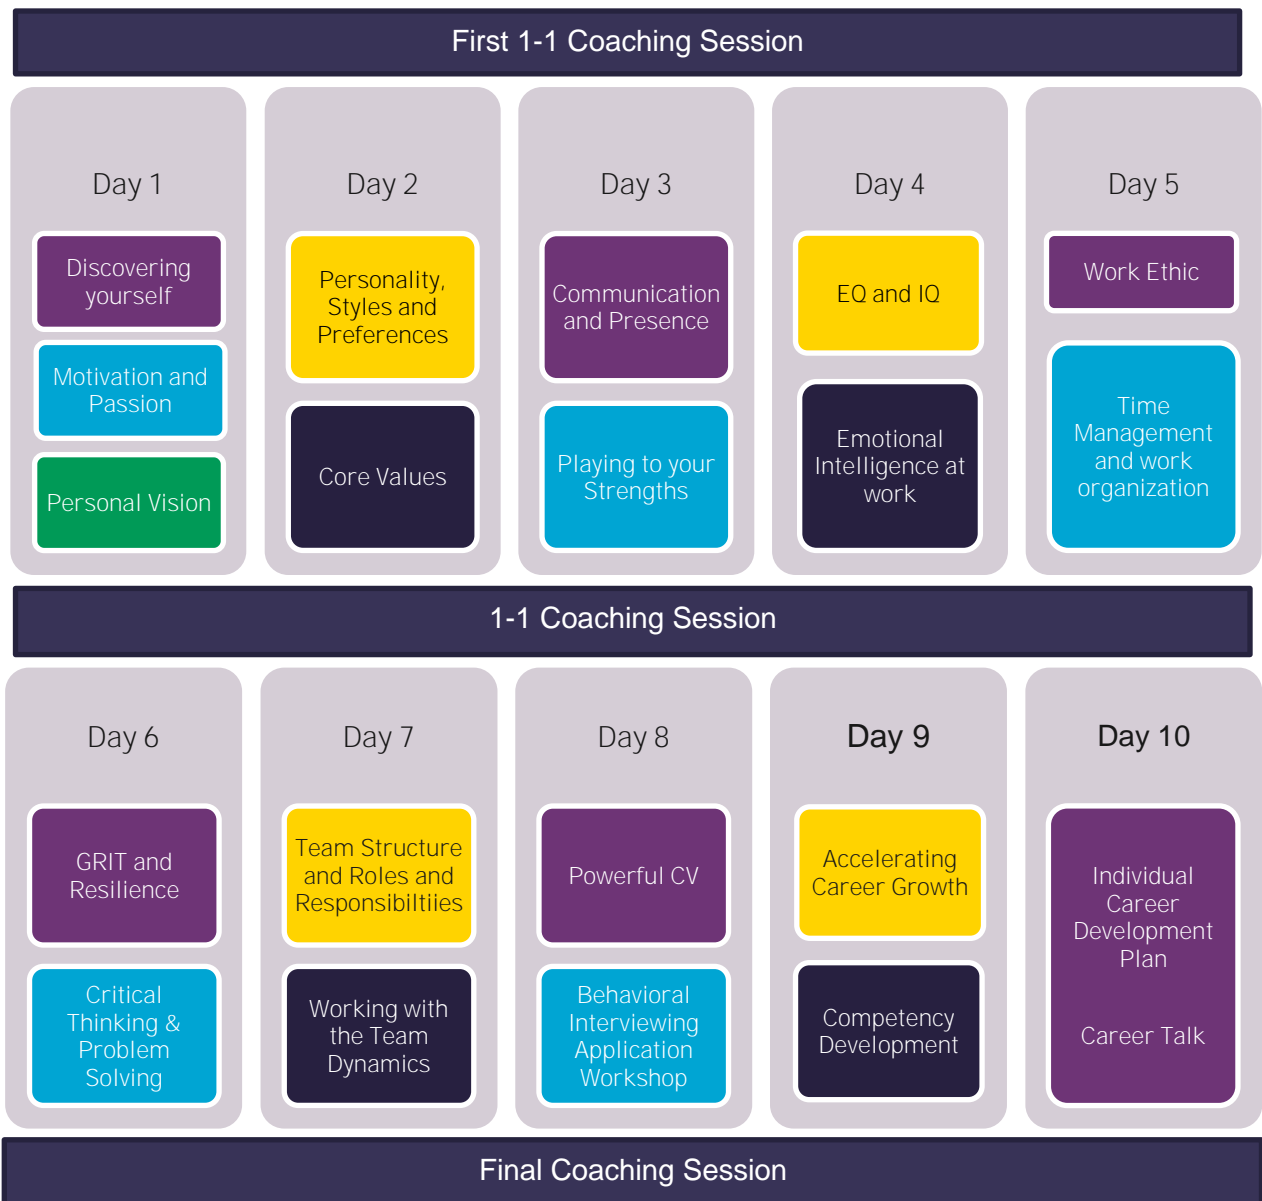 First 1-1 Coaching Session
Day 1
Discovering
yourself
Motivation and
Passion
Personal Vision
Day 2
Personality,
Styles and
Preferences
Core Values
Day 3
Communication
and Presence
Playing to your
Strengths
Day 4
EQ and IQ
Emotional
Intelligence at
work
Day 5
Work Ethic
Time
Management
and work
organization
1-1 Coaching Session
Day 6
GRIT and
Resilience
Critical
Thinking &
Problem
Solving
Day 7
Team Structure
and Roles and
Responsibiltiies
Working with
the Team
Dynamics
Day 8
Powerful CV
Behavioral
Interviewing
Application
Workshop
Day 9
Accelerating
Career Growth
Competency
Development
Day 10
Individual
Career
Development
Plan
Career Talk
Final Coaching Session